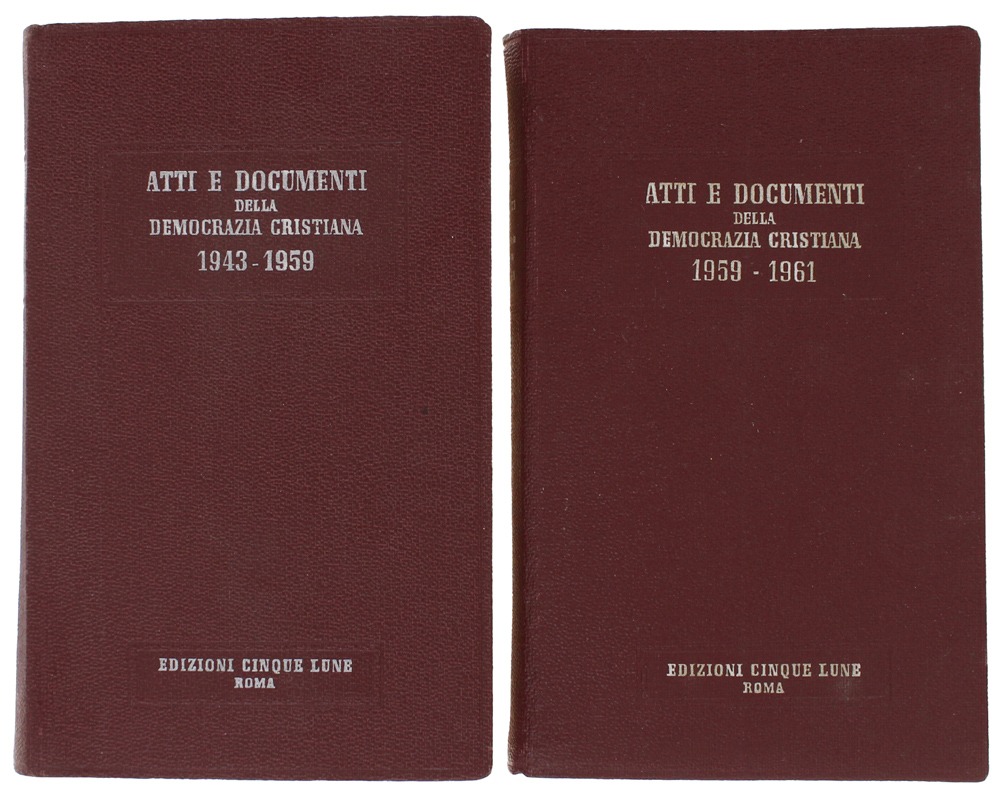 ATTI E DOCUMENTI
DELLA
DEMOCRAZIA CRISTIANA
1943-1959
EDIZIONI CINQUE LUNE
ROMA
ATTI E DOCUMENTI
DELLA
DEMOCRAZIA CRISTIANA
1959 - 1961
EDIZIONI CINQUE LUNE
ROMA